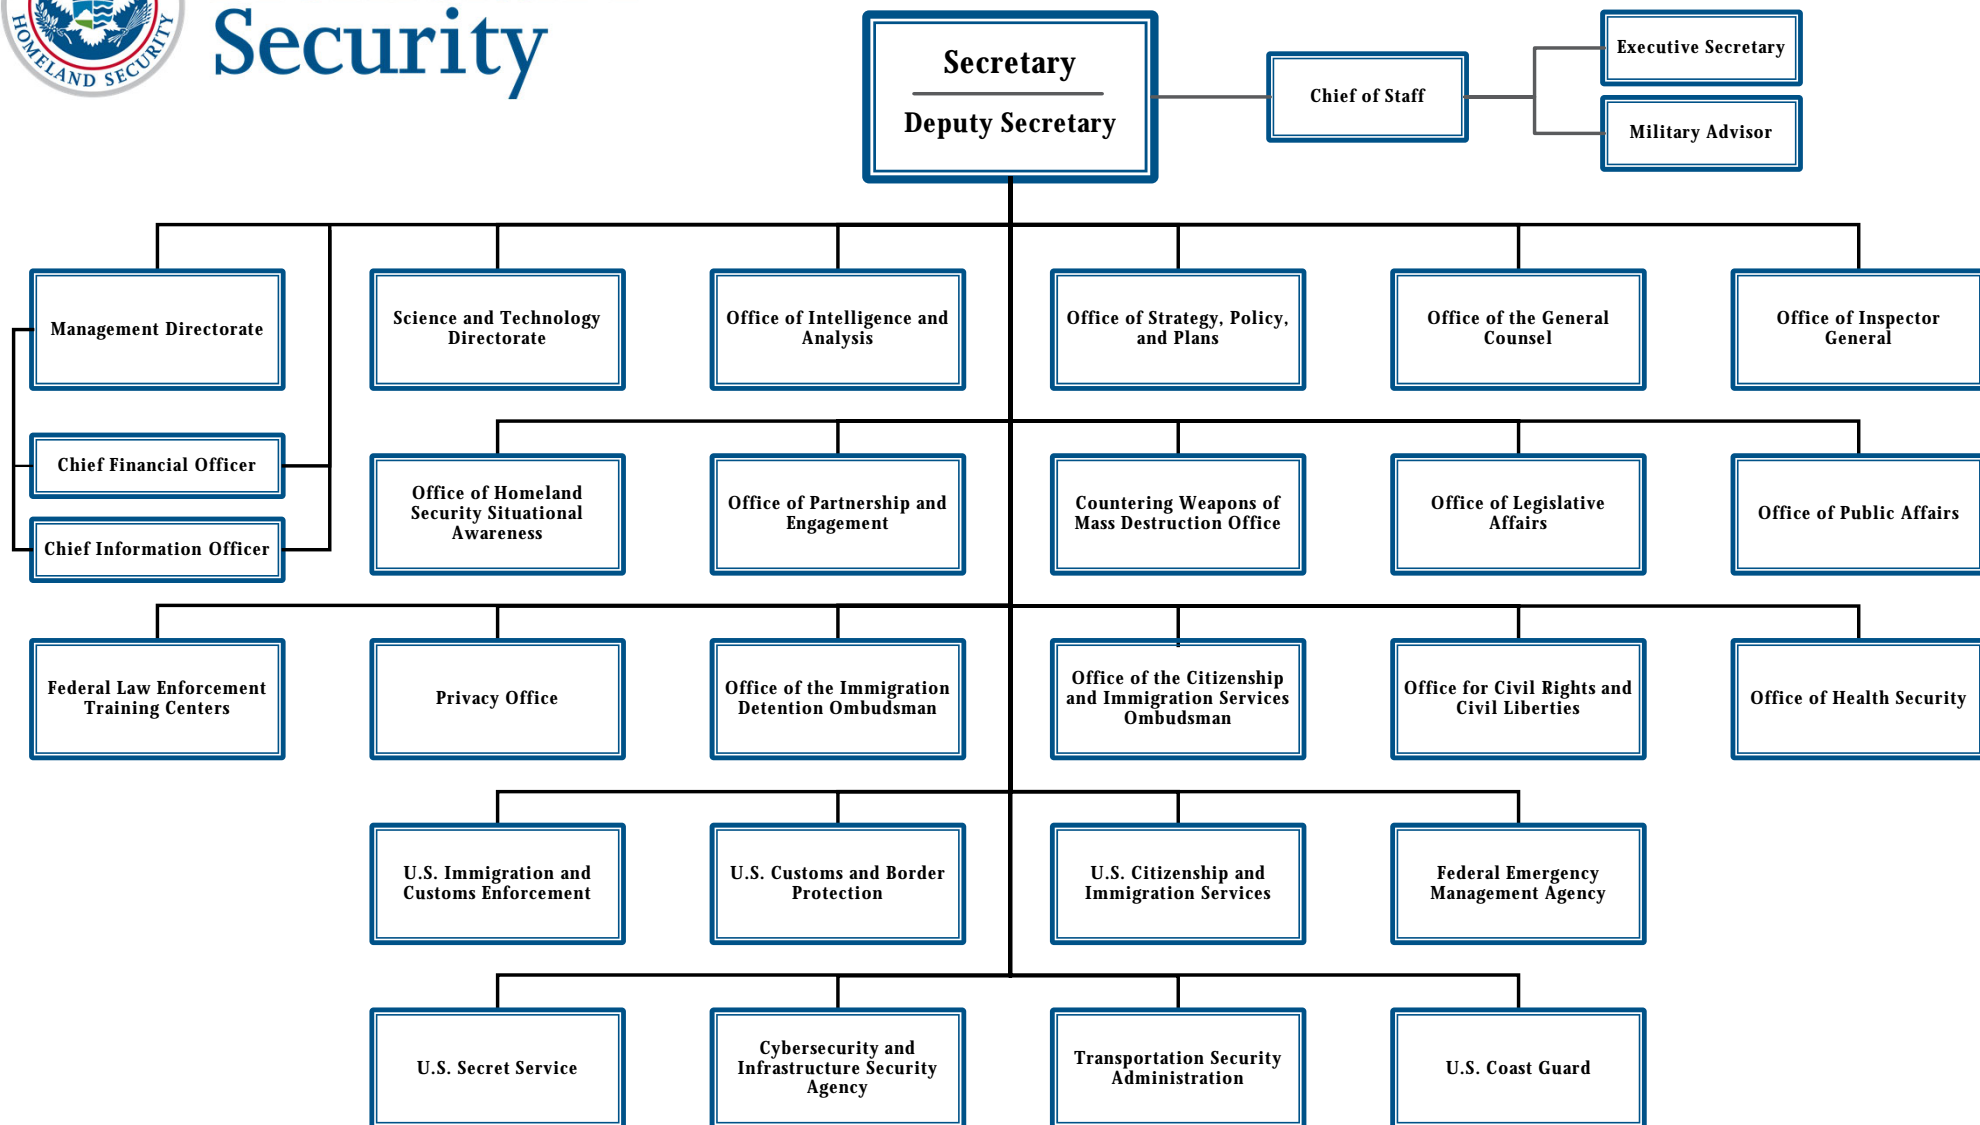 HOMELAND SECURITY
Security
Secretary
Deputy Secretary
Chief of Staff
Executive Secretary
Military Advisor
Management Directorate
Science and Technology
Directorate
Office of Intelligence and
Analysis
Office of Strategy, Policy,
and Plans
Office of the General
Counsel
Office of Inspector
General
Chief Financial Officer
Chief Information Officer
Office of Homeland
Security Situational
Awareness
Office of Partnership and
Engagement
Countering Weapons of
Mass Destruction Office
Office of Legislative
Affairs
Office of Public Affairs
Federal Law Enforcement
Training Centers
Privacy Office
Office of the Immigration
Detention Ombudsman
Office of the Citizenship
and Immigration Services
Ombudsman
Office for Civil Rights and
Civil Liberties
Office of Health Security
U.S. Immigration and
Customs Enforcement
U.S. Customs and Border
Protection
U.S. Citizenship and
Immigration Services
Federal Emergency
Management Agency
U.S. Secret Service
Cybersecurity and
Infrastructure Security
Agency
Transportation Security
Administration
U.S. Coast Guard